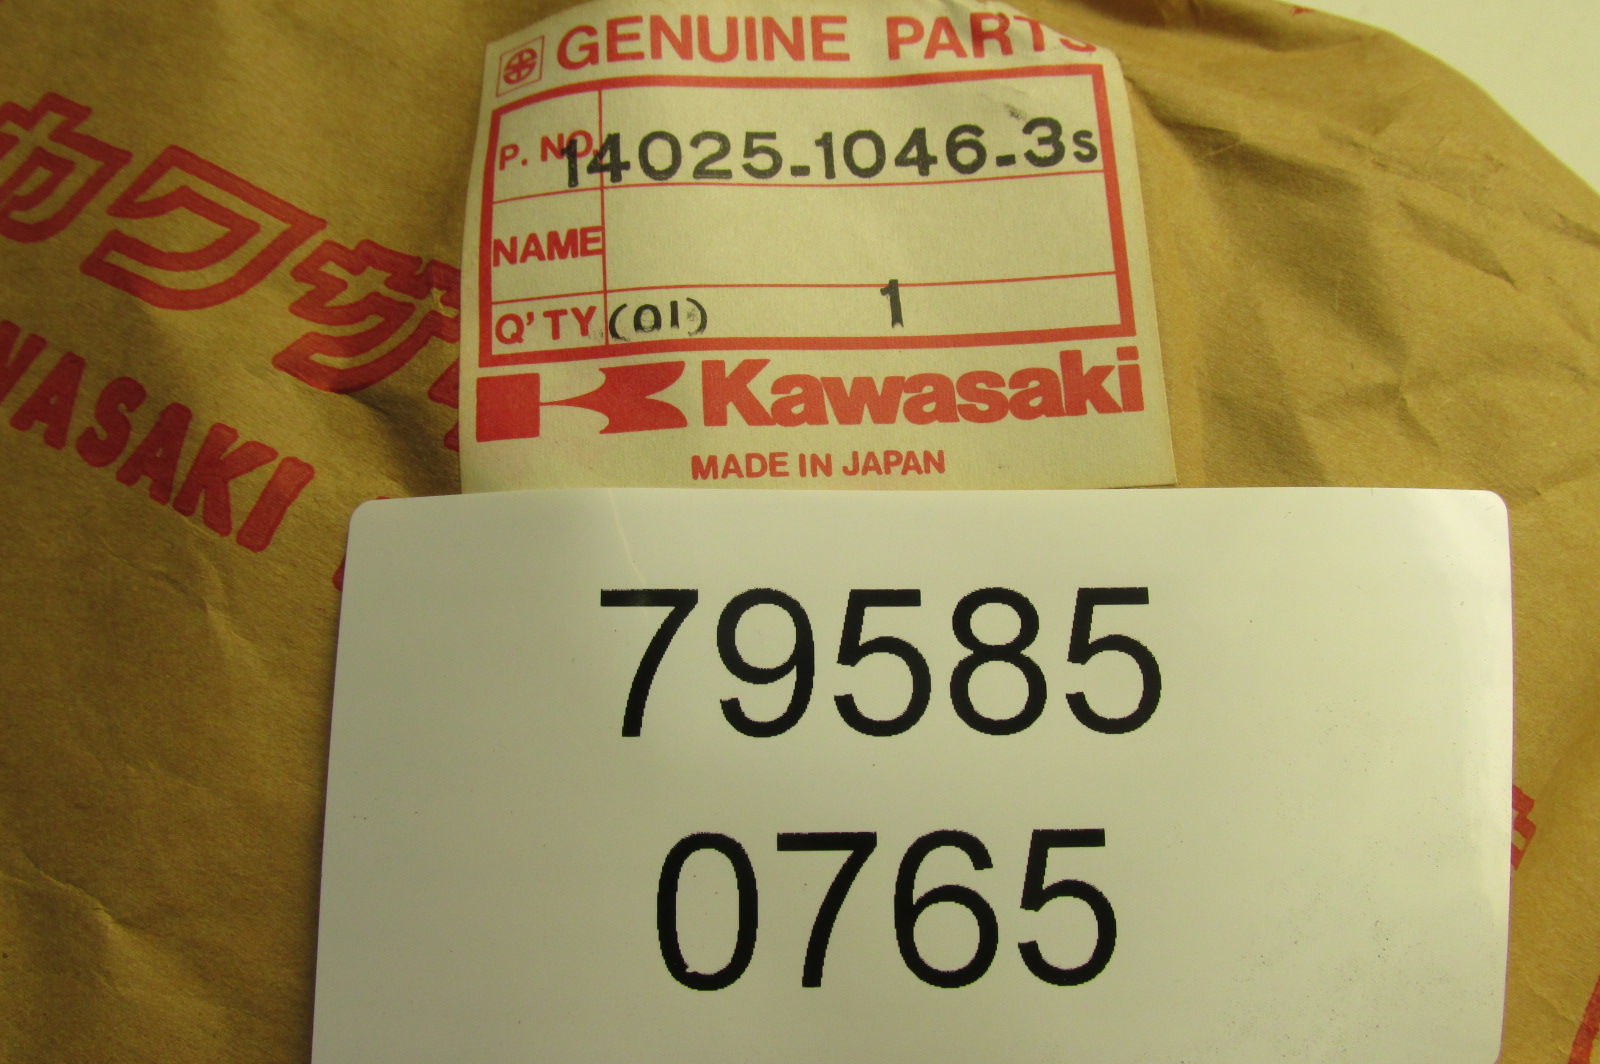 GENUINE PARTS
P. NO. 14025-1046-3s
NAME
Q'TY (01) 1
Kawasaki
MADE IN JAPAN
カワサ
WASAKI
79585
0765